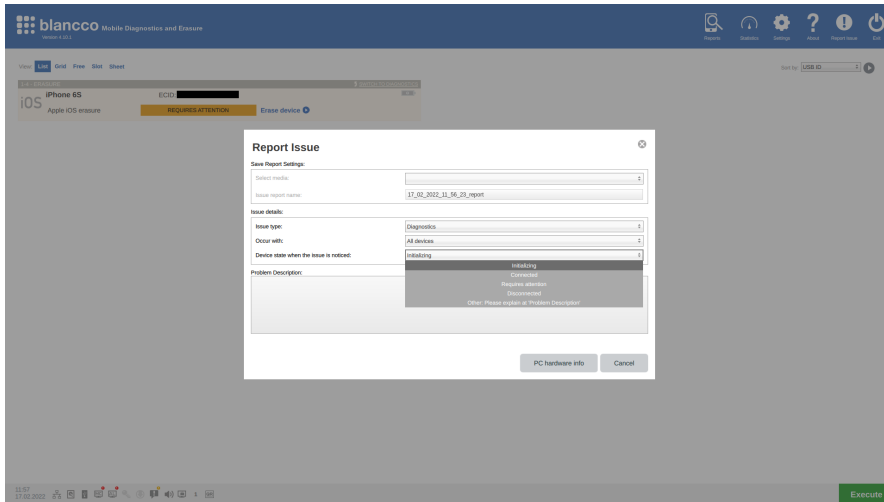 blancco Mobile Diagnostics and Erasure
Version 4.10.1
Reports
Statistics
Settings
About
Report issue
Exit
View: List Grid Free Slot Sheet
Sort by: USB ID
iOS
iPhone 6S
ECID:
Apple iOS erasure
REQUIRES ATTENTION
Erase device
Report Issue
Save Report Settings:
Select media:
Issue report name:
17_02_2022_11_56_23_report
Issue details:
Issue type:
Diagnostics
Occur with:
All devices
Device state when the issue is noticed:
Initializing
Initializing
Connected
Requires attention
Disconnected
Other: Please explain at 'Problem Description'
Problem Description:
PC hardware info
Cancel
11:57
17.02.2022
Execute